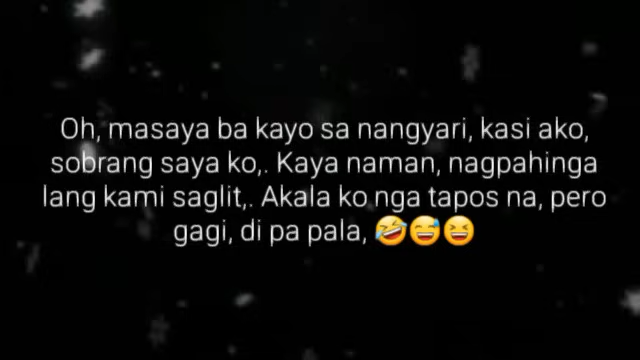 Oh, masaya ba kayo sa nangyari, kasi ako,
sobrang saya ko,. Kaya naman, nagpahinga
lang kami saglit,. Akala ko nga tapos na, pero
gagi, di pa pala, 🤣😅😆